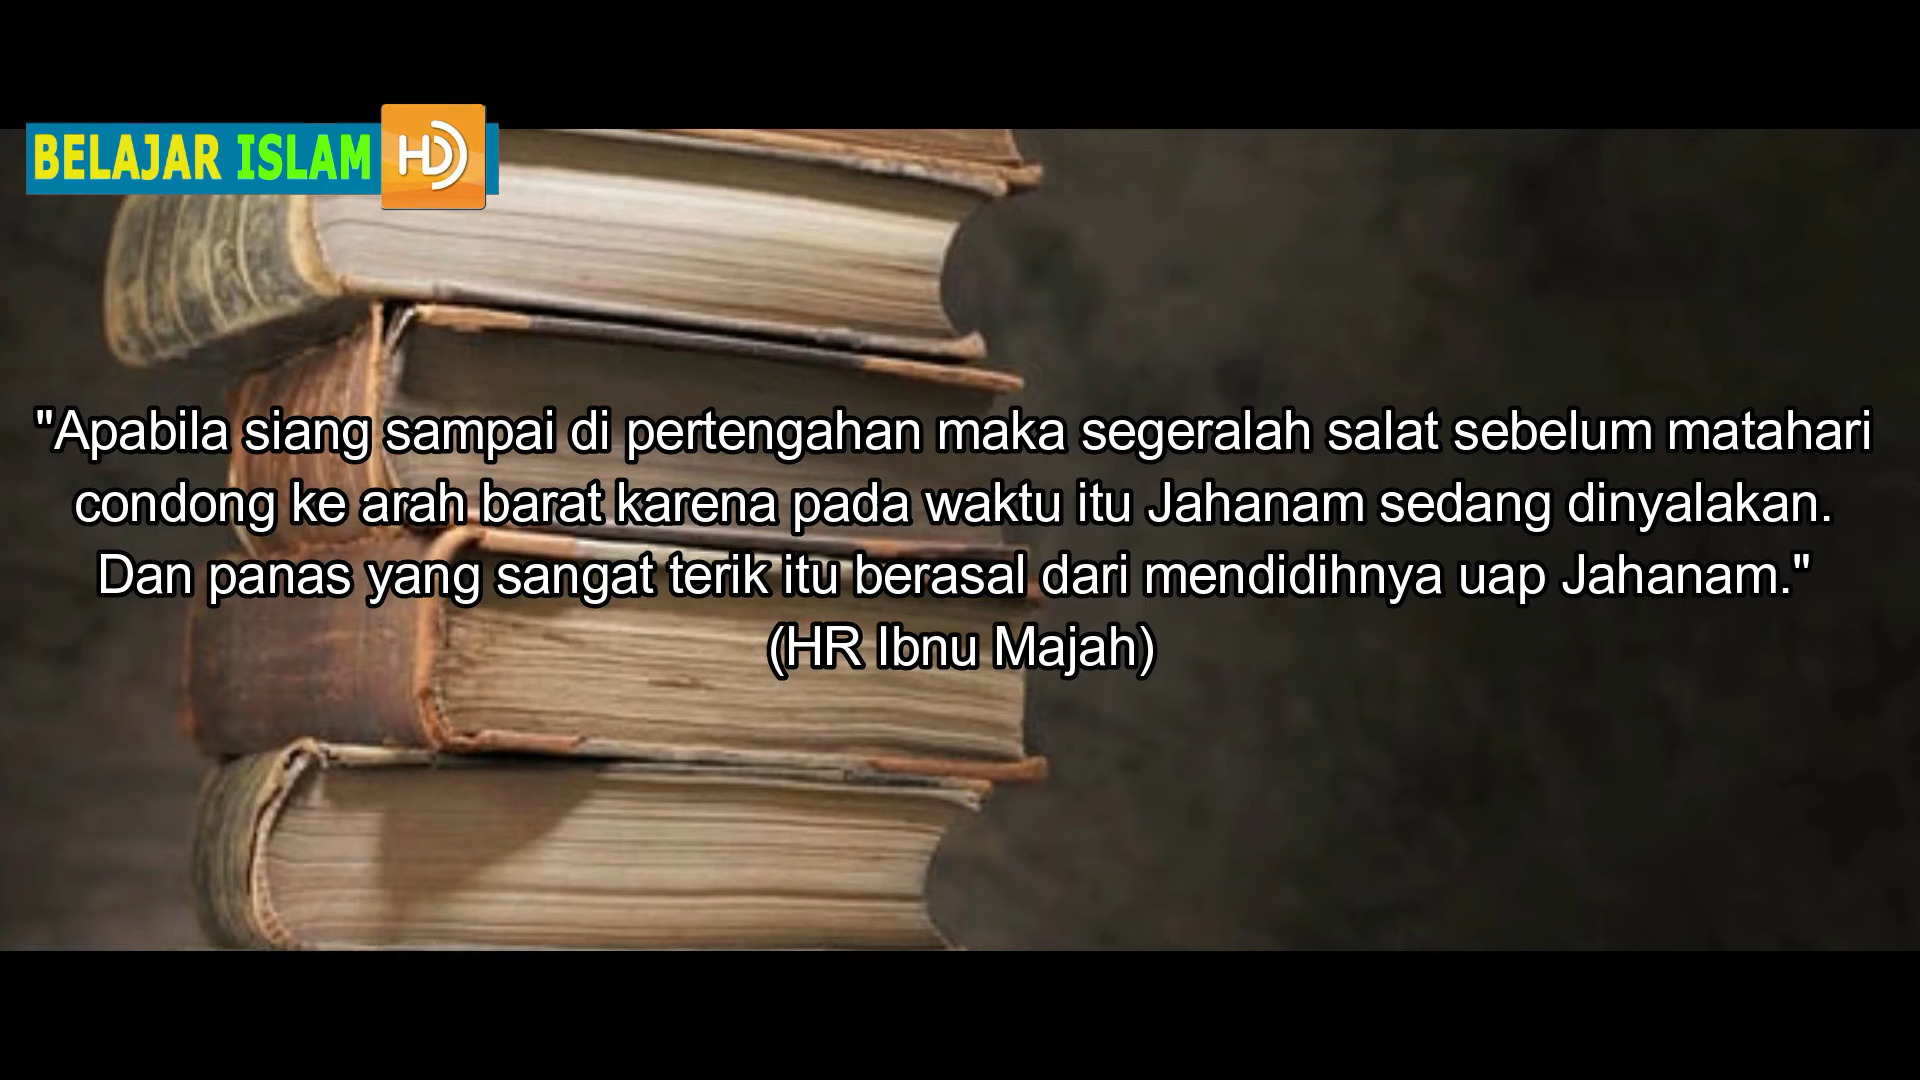 BELAJAR ISLAM HD
"Apabila siang sampai di pertengahan maka segeralah salat sebelum matahari
condong ke arah barat karena pada waktu itu Jahanam sedang dinyalakan.
Dan panas yang sangat terik itu berasal dari mendidihnya uap Jahanam."
(HR Ibnu Majah)